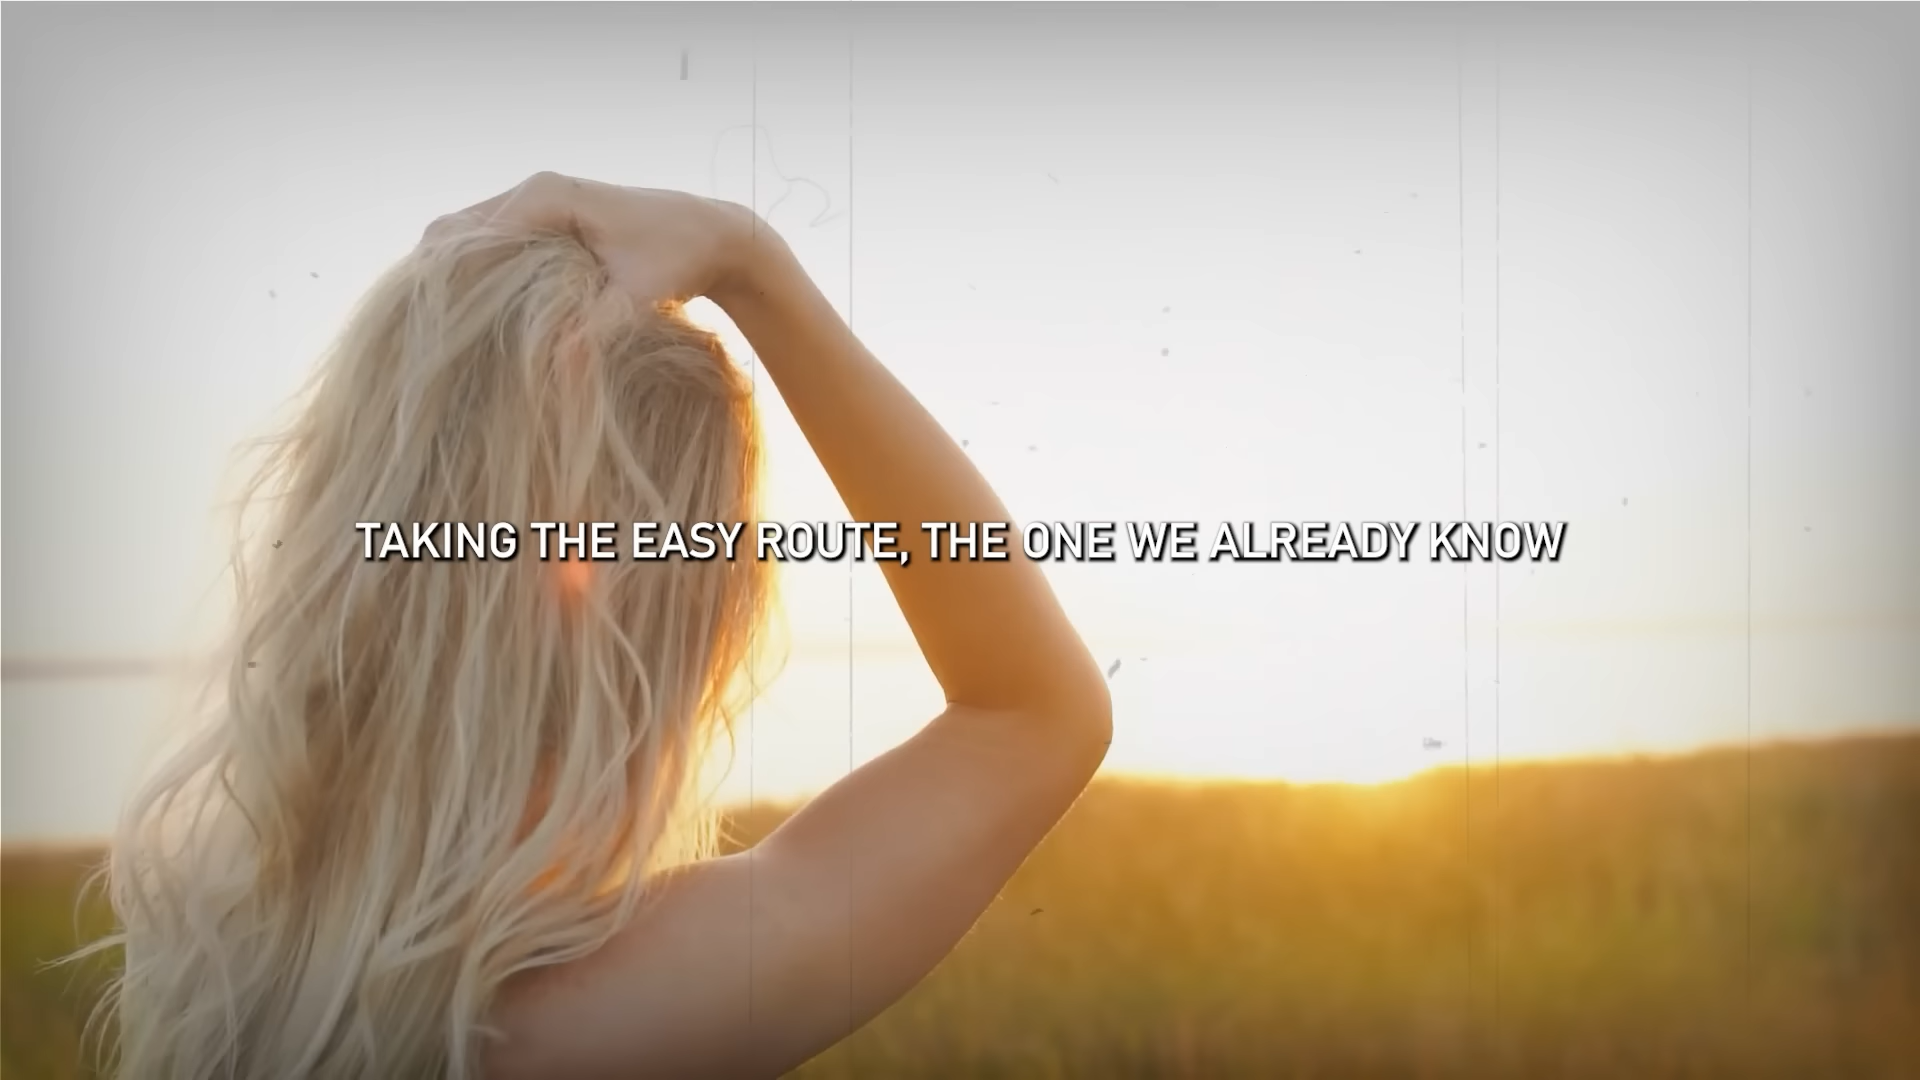 TAKING THE EASY ROUTE, THE ONE WE ALREADY KNOW